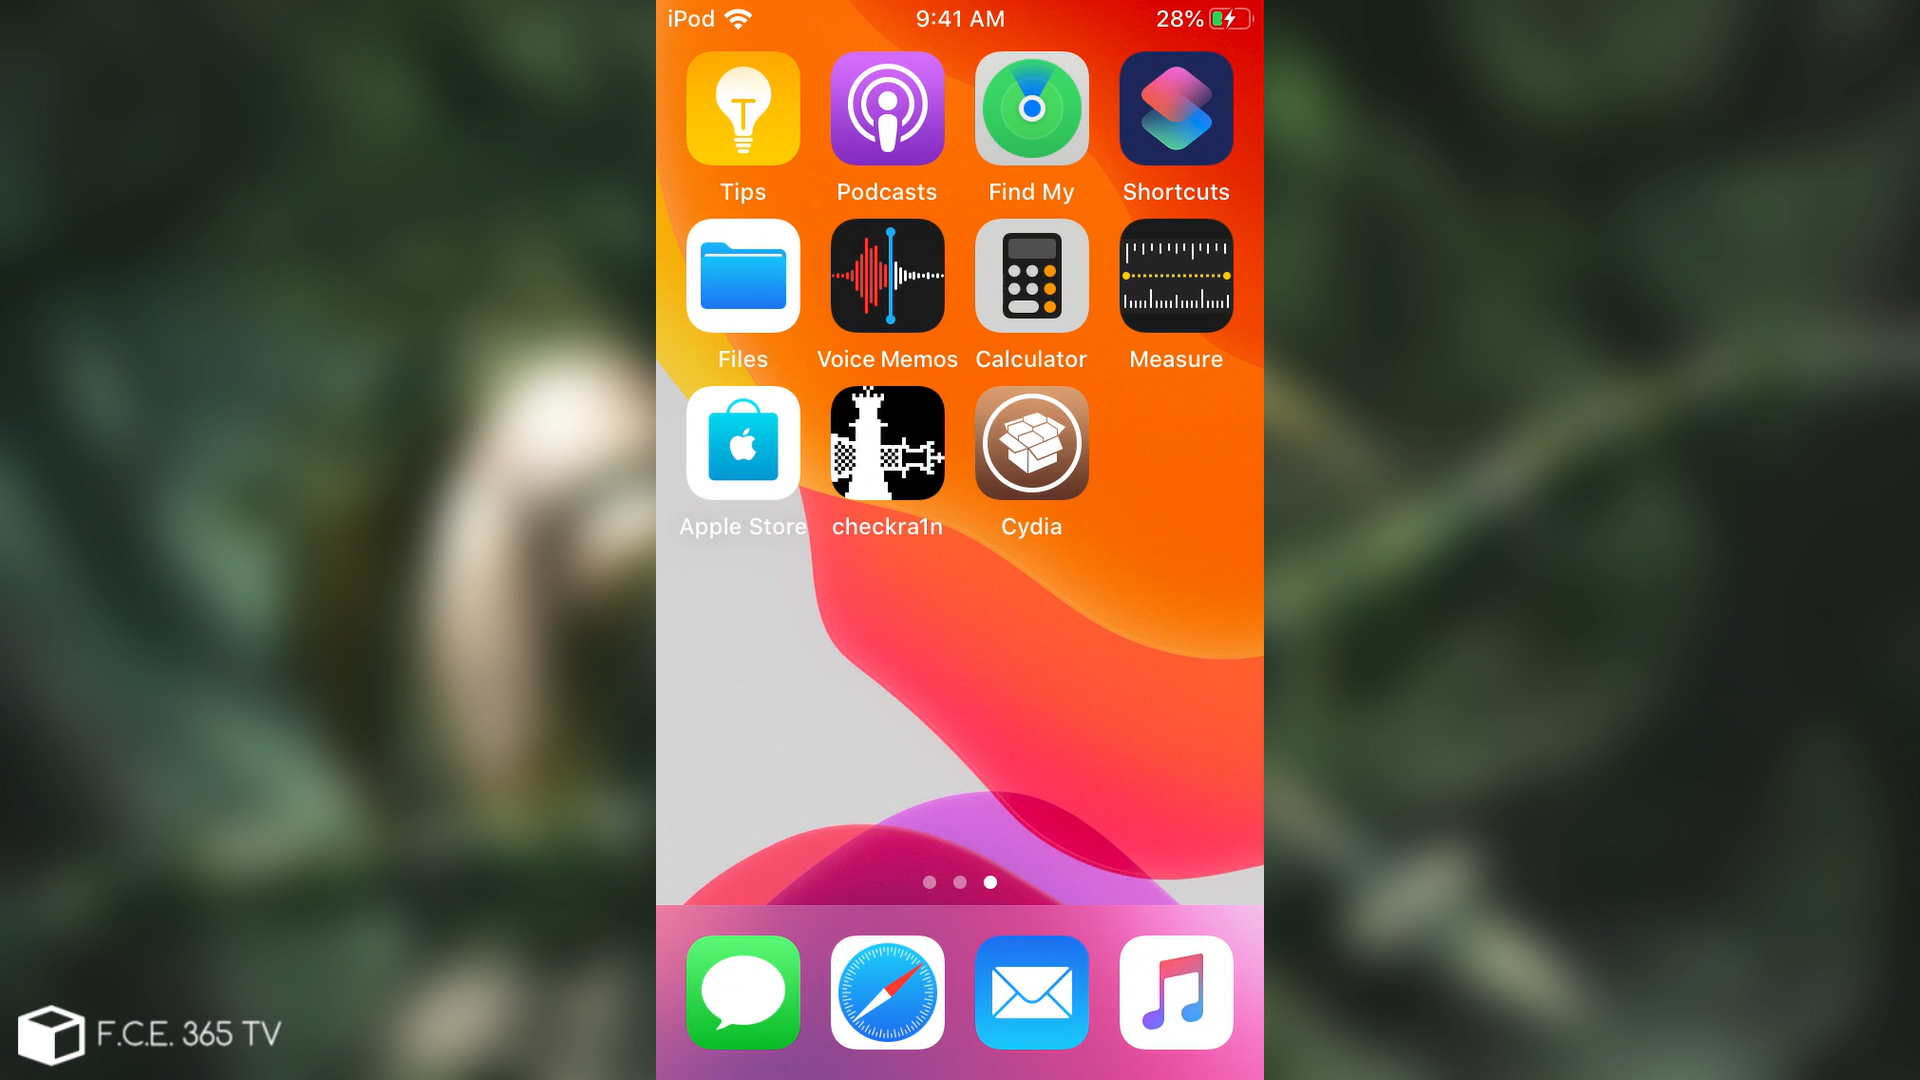 iPod 9:41 AM 28%
Tips Podcasts Find My Shortcuts
Files Voice Memos Calculator Measure
Apple Store checkra1n Cydia
F.C.E. 365 TV